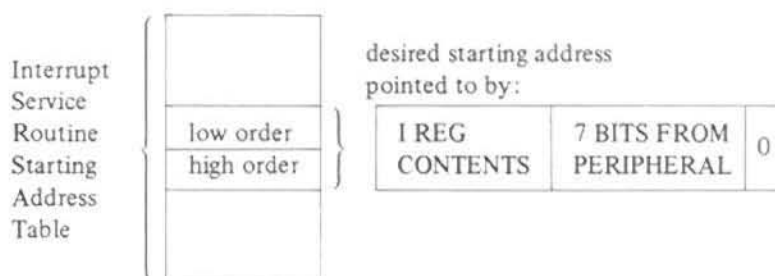 Interrupt
Service
Routine
Starting
Address
Table
low order
high order
desired starting address
pointed to by:
I REG
CONTENTS
7 BITS FROM
PERIPHERAL
0